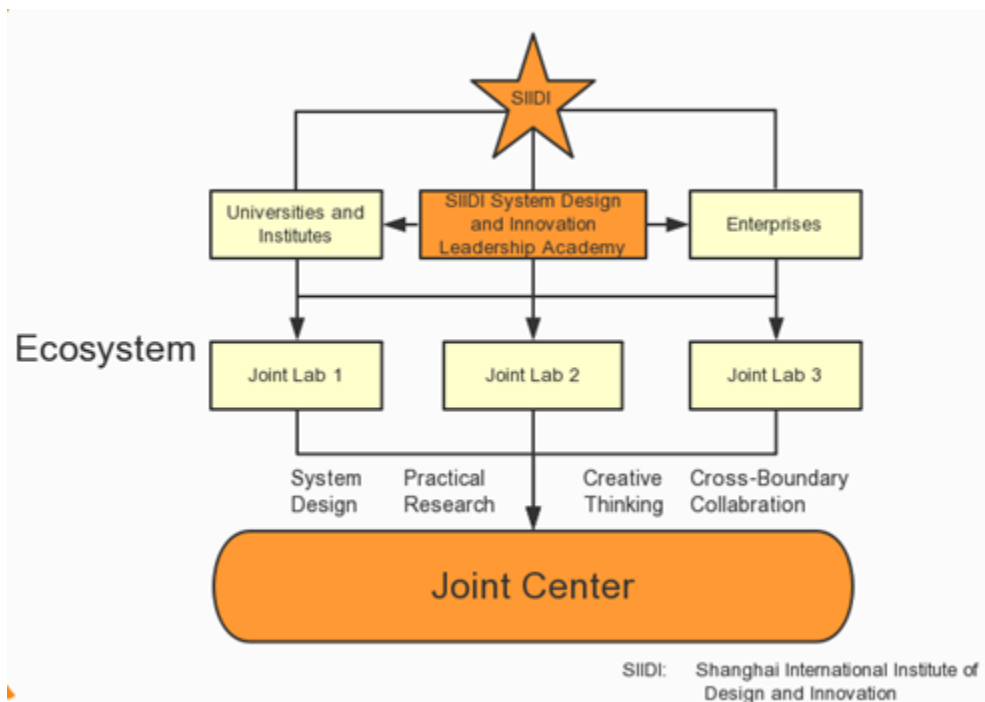 SIIDI
Universities and
Institutes
SIIDI System Design
and Innovation
Leadership Academy
Enterprises
Ecosystem
Joint Lab 1
Joint Lab 2
Joint Lab 3
System
Design
Practical
Research
Creative
Thinking
Cross-Boundary
Collabration
Joint Center
SIIDI: Shanghai International Institute of
Design and Innovation